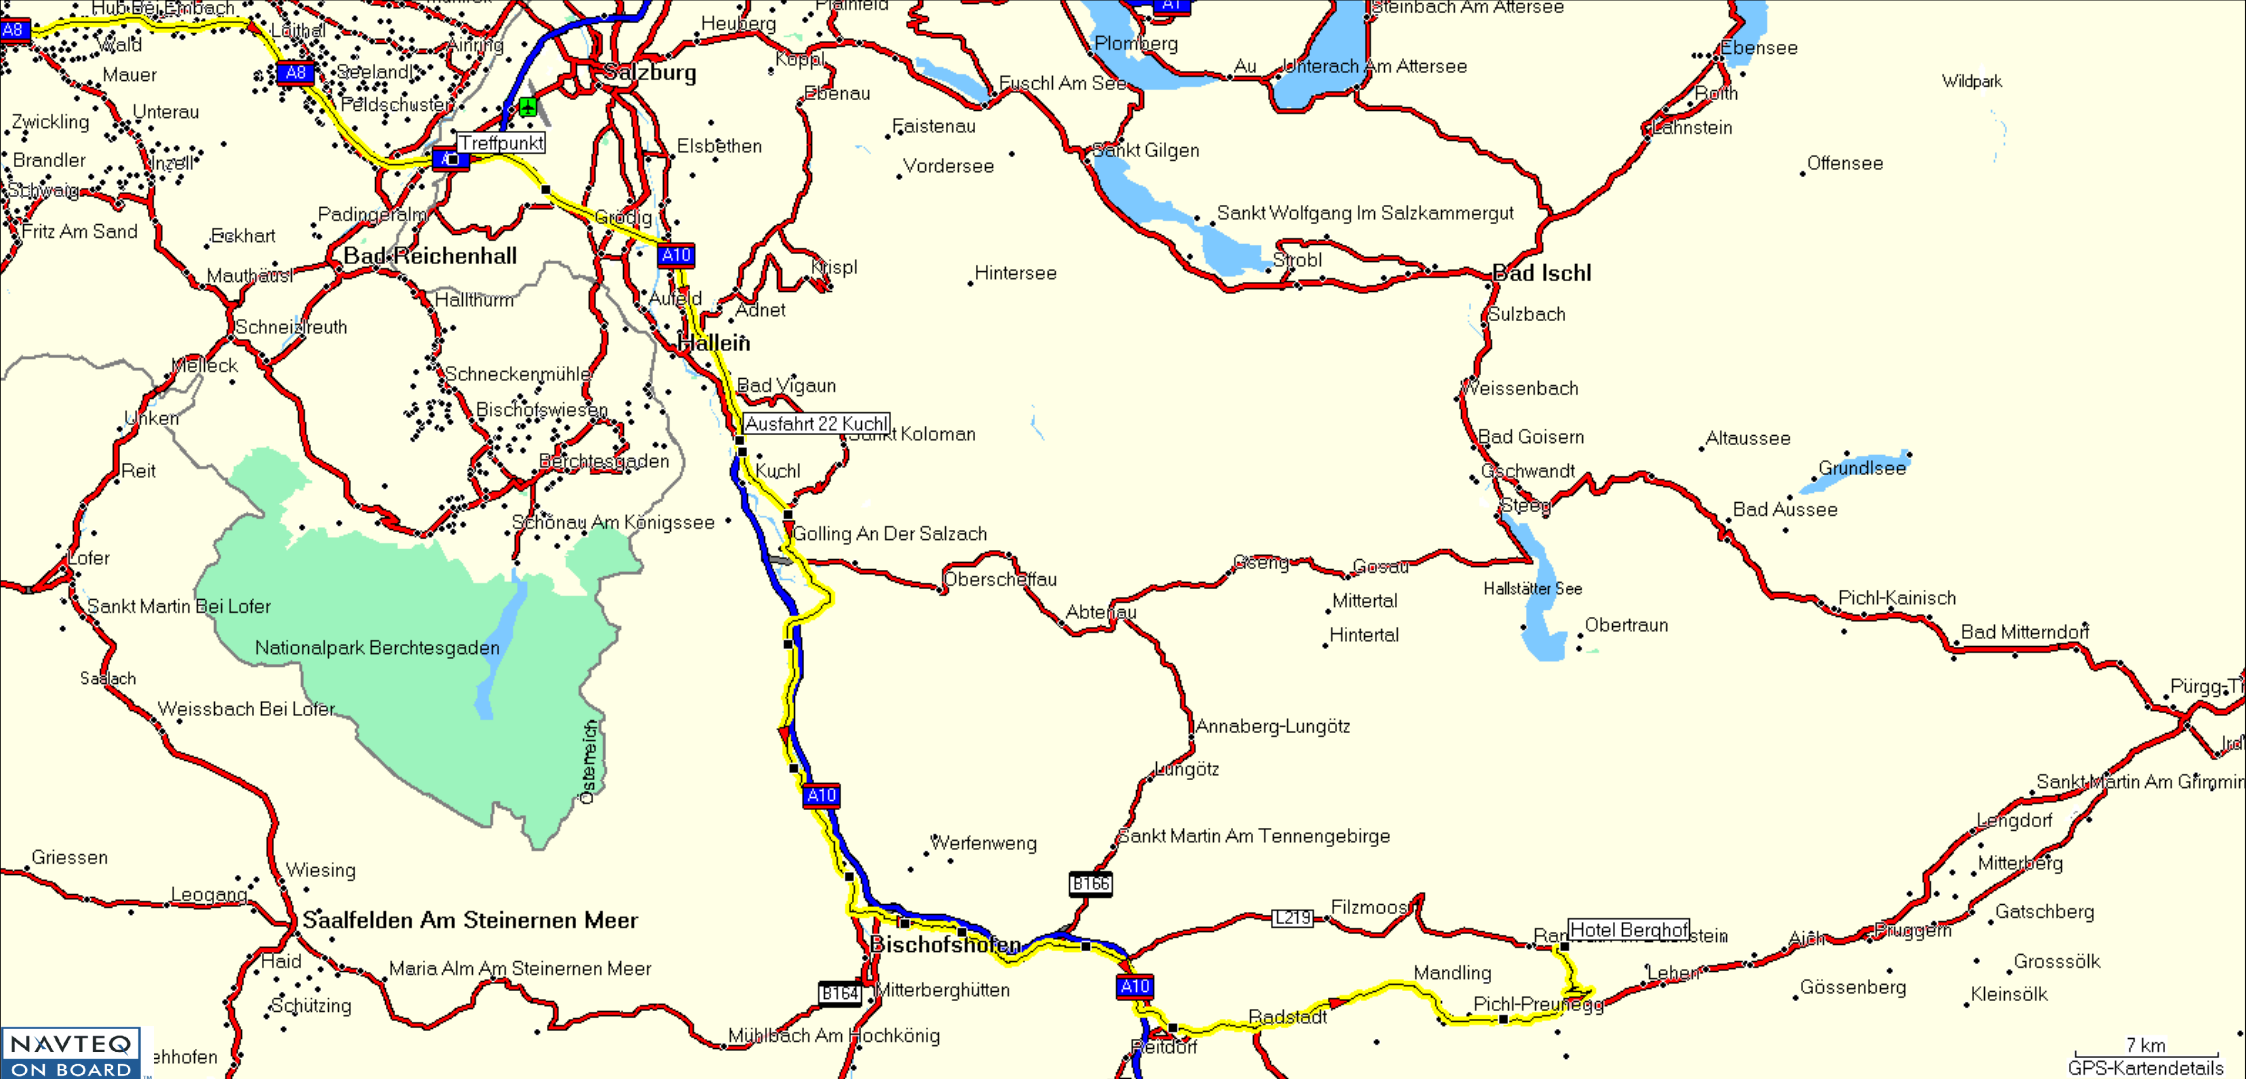 Hub Bei Embach
Plainfeld
A1
Steinbach Am Attersee
A8
Wald
Loithal
Ainring
Heuberg
Plomberg
Ebensee
Mauer
A8
Seelandl
Salzburg
Koppl
Au
Unterach Am Attersee
Wildpark
Unterau
Feldschuster
Ebenau
Fuschl Am See
Roith
Zwickling
Treffpunkt
Elsbethen
Faistenau
Lahnstein
Brandler
Inzell
Vordersee
Sankt Gilgen
Offensee
Schwaig
Padingeralm
Grödig
Sankt Wolfgang Im Salzkammergut
Fritz Am Sand
Eckhart
Bad Reichenhall
A10
Krispl
Hintersee
Strobl
Bad Ischl
Mauthäusl
Hallthurm
Aufeld
Adnet
Sulzbach
Schneizlreuth
Hallein
Melleck
Schneckenmühle
Bad Vigaun
Weissenbach
Unken
Bischofswiesen
Ausfahrt 22 Kuchl
Sankt Koloman
Bad Goisern
Altaussee
Reit
Berchtesgaden
Kuchl
Gschwandt
Grundlsee
Steeg
Bad Aussee
Schönau Am Königssee
Golling An Der Salzach
Lofer
Oberscheffau
Gseng
Gosau
Hallstätter See
Sankt Martin Bei Lofer
Abtenau
Mittertal
Pichl-Kainisch
Nationalpark Berchtesgaden
Hintertal
Obertraun
Bad Mitterndorf
Saalach
Pürgg-Tr
Weissbach Bei Lofer
Österreich
Annaberg-Lungötz
Lungötz
Ird
A10
Sankt Martin Am Grimmin
Werfenweng
Sankt Martin Am Tennengebirge
Lengdorf
Griessen
Wiesing
Mitterberg
Leogang
B166
Saalfelden Am Steinernen Meer
L219
Filzmoos
Gatschberg
Bischofshofen
Hotel Berghof
Aich
Pruggern
Haid
Maria Alm Am Steinernen Meer
Mandling
Lehen
Grosssölk
Schützing
B164
Mitterberghütten
A10
Pichl-Preunegg
Gössenberg
Kleinsölk
Radstadt
Mühlbach Am Hochkönig
Reitdorf
NAVTEQ
ON BOARD
ehhofen
7 km
GPS-Kartendetails